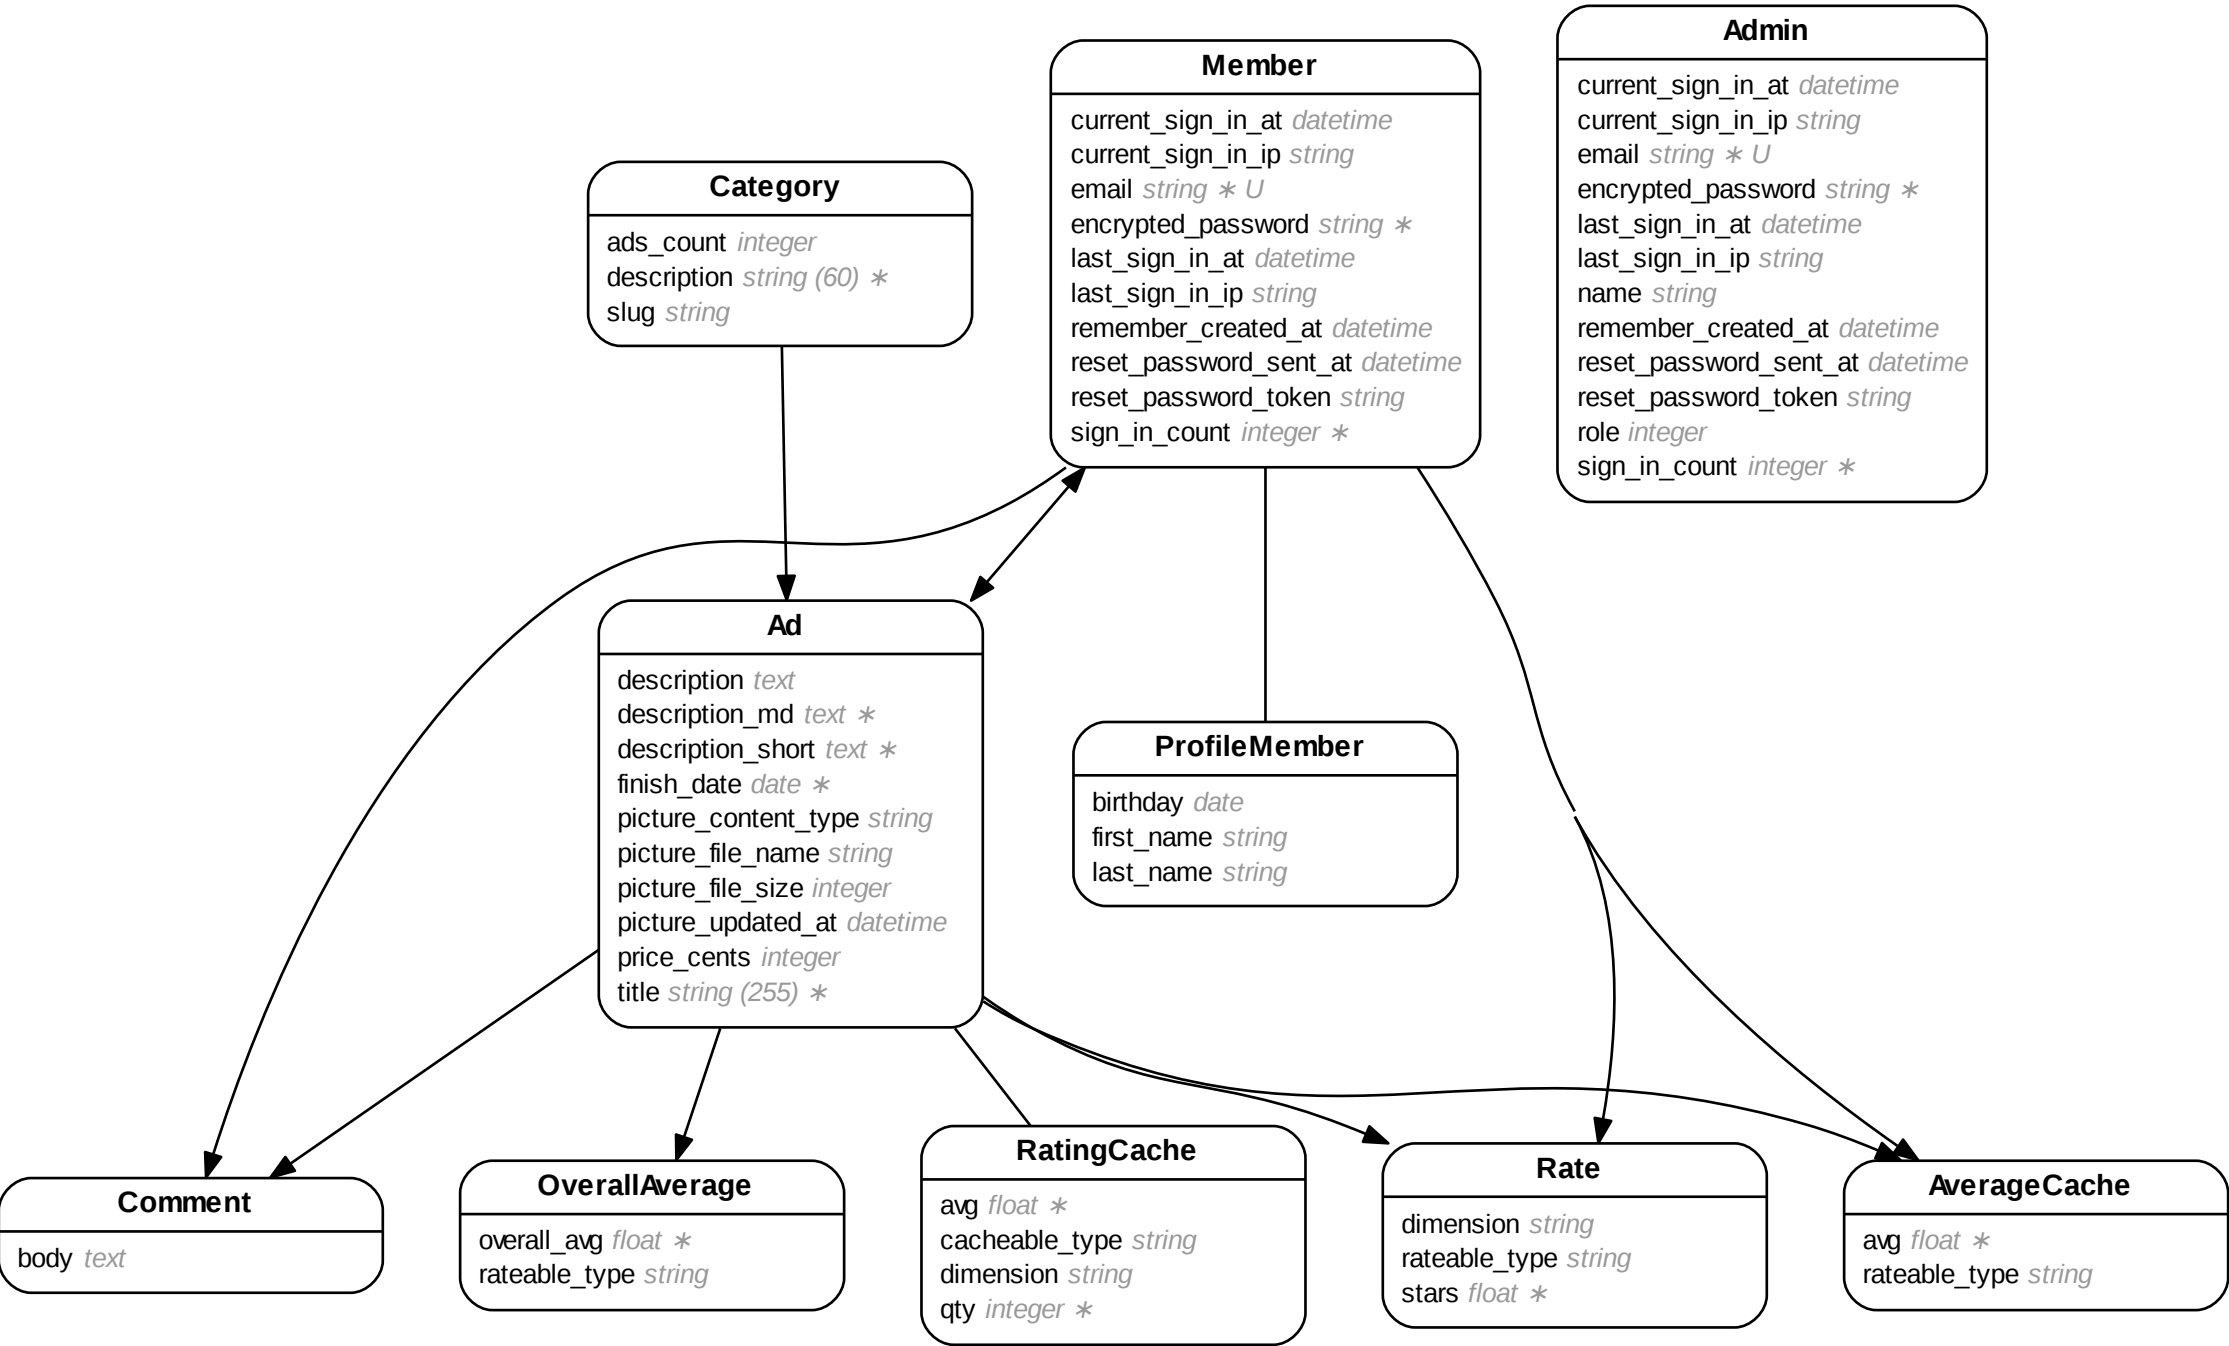 Admin
current_sign_in_at datetime
current_sign_in_ip string
email string ∗ U
encrypted_password string ∗
last_sign_in_at datetime
last_sign_in_ip string
name string
remember_created_at datetime
reset_password_sent_at datetime
reset_password_token string
role integer
sign_in_count integer ∗
Member
current_sign_in_at datetime
current_sign_in_ip string
email string ∗ U
encrypted_password string ∗
last_sign_in_at datetime
last_sign_in_ip string
remember_created_at datetime
reset_password_sent_at datetime
reset_password_token string
sign_in_count integer ∗
Category
ads_count integer
description string (60) ∗
slug string
Ad
description text
description_md text ∗
description_short text ∗
finish_date date ∗
picture_content_type string
picture_file_name string
picture_file_size integer
picture_updated_at datetime
price_cents integer
title string (255) ∗
ProfileMember
birthday date
first_name string
last_name string
Comment
body text
OverallAverage
overall_avg float ∗
rateable_type string
RatingCache
avg float ∗
cacheable_type string
dimension string
qty integer ∗
Rate
dimension string
rateable_type string
stars float ∗
AverageCache
avg float ∗
rateable_type string